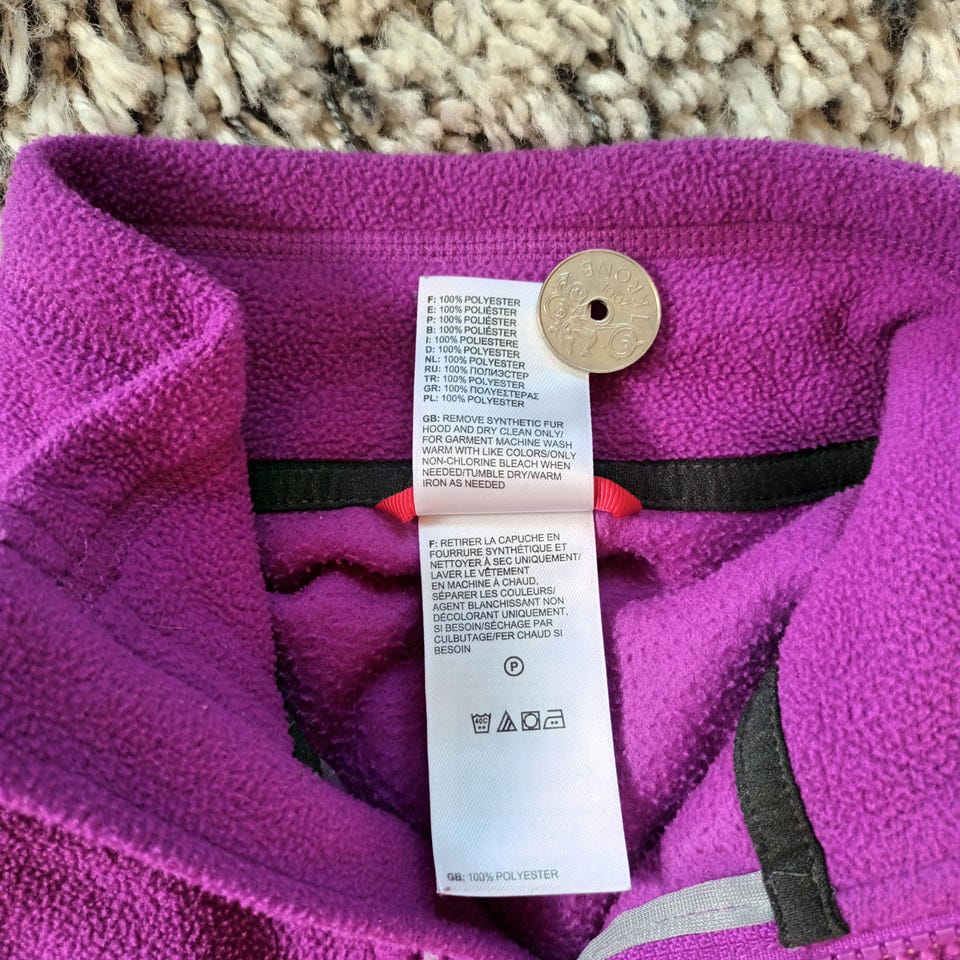 F: 100% POLYESTER
E: 100% POLIÉSTER
P: 100% POLIÉSTER
B: 100% POLIÉSTER
I: 100% POLIESTERE
D: 100% POLYESTER
NL: 100% POLYESTER
RU: 100% ПОЛИЭСТЕР
TR: 100% POLYESTER
GR: 100% ΠΟΛΥΕΣΤΕΡΑΣ
PL: 100% POLYESTER
GB: REMOVE SYNTHETIC FUR
HOOD AND DRY CLEAN ONLY/
FOR GARMENT MACHINE WASH
WARM WITH LIKE COLORS/ONLY
NON-CHLORINE BLEACH WHEN
NEEDED/TUMBLE DRY/WARM
IRON AS NEEDED
F: RETIRER LA CAPUCHE EN
FOURRURE SYNTHÉTIQUE ET
NETTOYER À SEC UNIQUEMENT/
LAVER LE VÊTEMENT
EN MACHINE À CHAUD,
SÉPARER LES COULEURS/
AGENT BLANCHISSANT NON
DÉCOLORANT UNIQUEMENT,
SI BESOIN/SÉCHAGE PAR
CULBUTAGE/FER CHAUD SI
BESOIN
P
40C
GB: 100% POLYESTER
1 KRONE